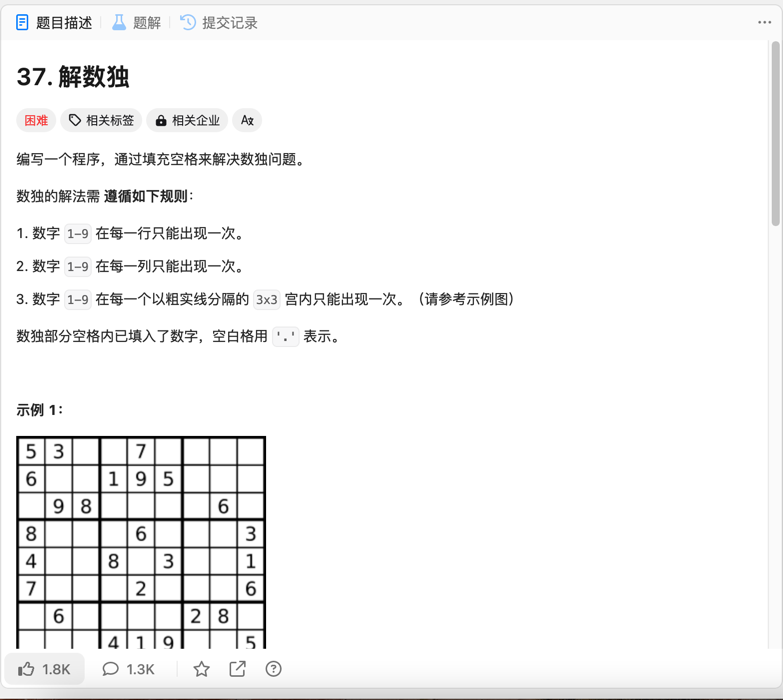 题目描述 题解 提交记录
37. 解数独
困难 相关标签 相关企业
编写一个程序，通过填充空格来解决数独问题。
数独的解法需 遵循如下规则：
1. 数字 1-9 在每一行只能出现一次。
2. 数字 1-9 在每一列只能出现一次。
3. 数字 1-9 在每一个以粗实线分隔的 3x3 宫内只能出现一次。（请参考示例图）
数独部分空格内已填入了数字，空白格用 '.' 表示。
示例 1：
5 3 7
6 1 9 5
9 8 6
8 6 3
4 8 3 1
7 2 6
6 2 8
4 1 9 5
1.8K 1.3K